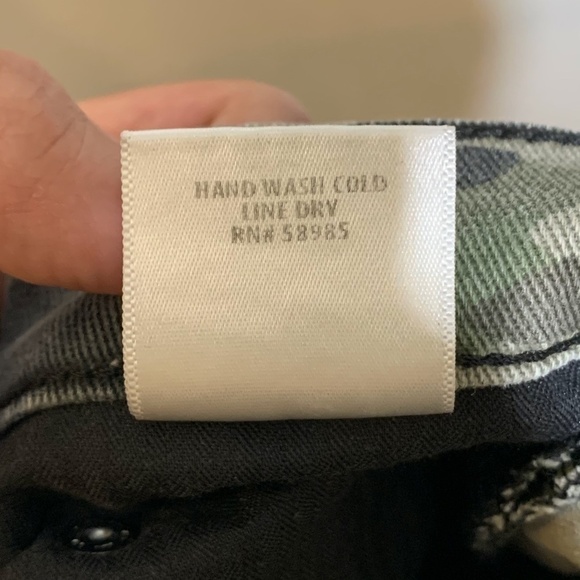 HAND WASH COLD
LINE DRY
RN# 58985